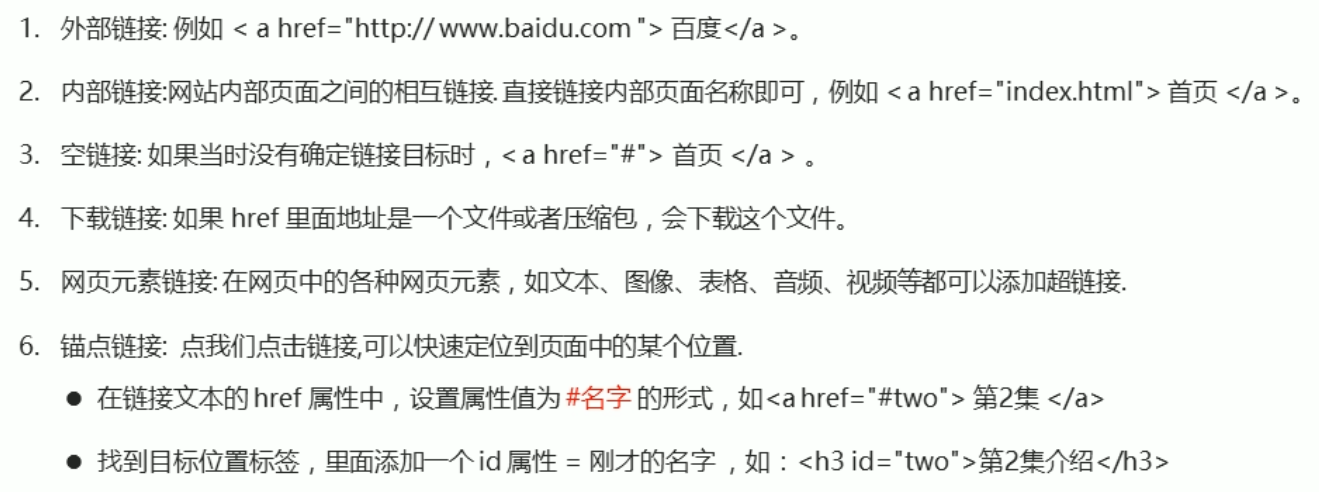 1. 外部链接: 例如 < a href="http:// www.baidu.com "> 百度</a >。
2. 内部链接:网站内部页面之间的相互链接. 直接链接内部页面名称即可，例如 < a href="index.html"> 首页 </a >。
3. 空链接: 如果当时没有确定链接目标时，< a href="#"> 首页 </a > 。
4. 下载链接: 如果 href 里面地址是一个文件或者压缩包，会下载这个文件。
5. 网页元素链接: 在网页中的各种网页元素，如文本、图像、表格、音频、视频等都可以添加超链接.
6. 锚点链接: 点我们点击链接,可以快速定位到页面中的某个位置.
● 在链接文本的 href 属性中，设置属性值为 #名字 的形式，如<a href="#two"> 第2集 </a>
● 找到目标位置标签，里面添加一个 id 属性 = 刚才的名字 ，如：<h3 id="two">第2集介绍</h3>